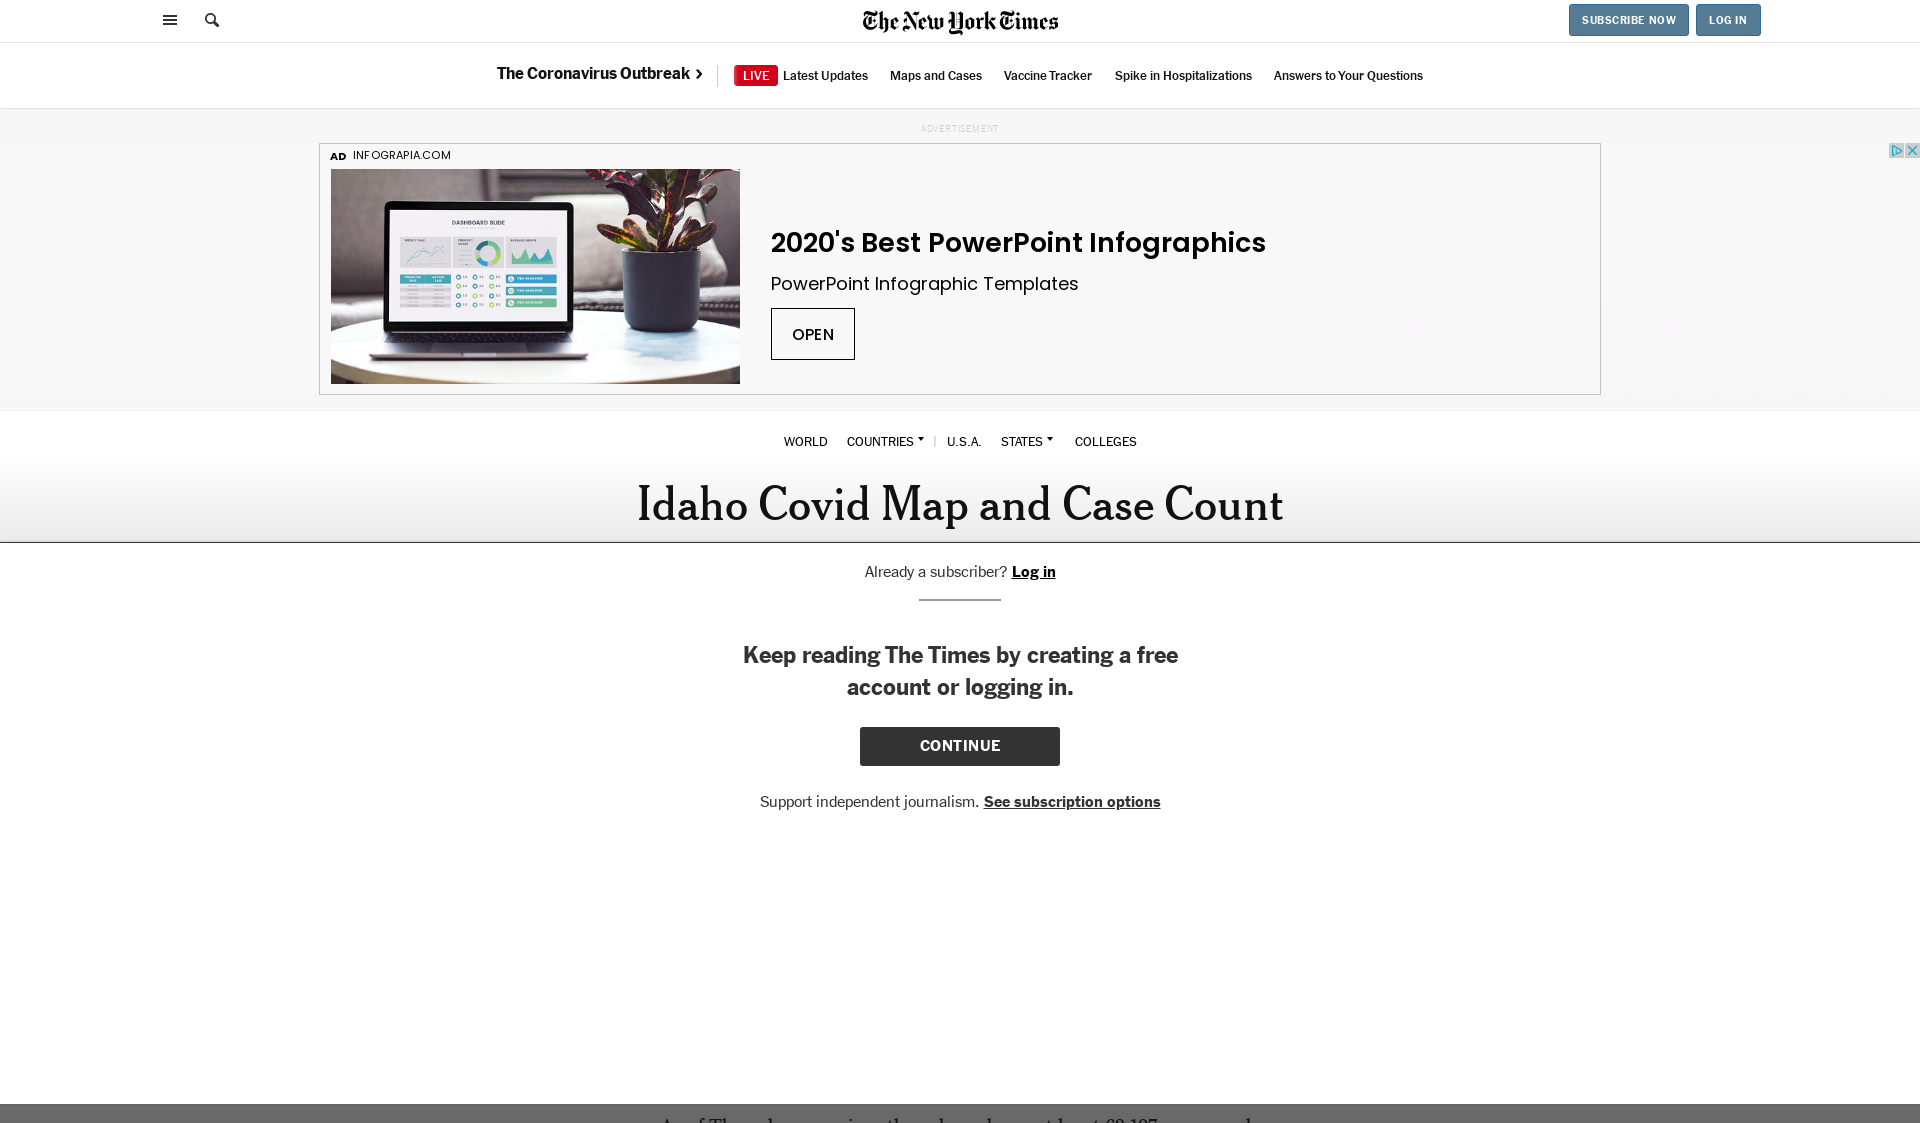 The New York Times
SUBSCRIBE NOW
LOG IN
The Coronavirus Outbreak
LIVE Latest Updates
Maps and Cases
Vaccine Tracker
Spike in Hospitalizations
Answers to Your Questions
ADVERTISEMENT
AD INFOGRAPIA.COM
DASHBOARD SLIDE
2020's Best PowerPoint Infographics
PowerPoint Infographic Templates
OPEN
WORLD
COUNTRIES
U.S.A.
STATES
COLLEGES
Idaho Covid Map and Case Count
Already a subscriber? Log in
Keep reading The Times by creating a free
account or logging in.
CONTINUE
Support independent journalism. See subscription options